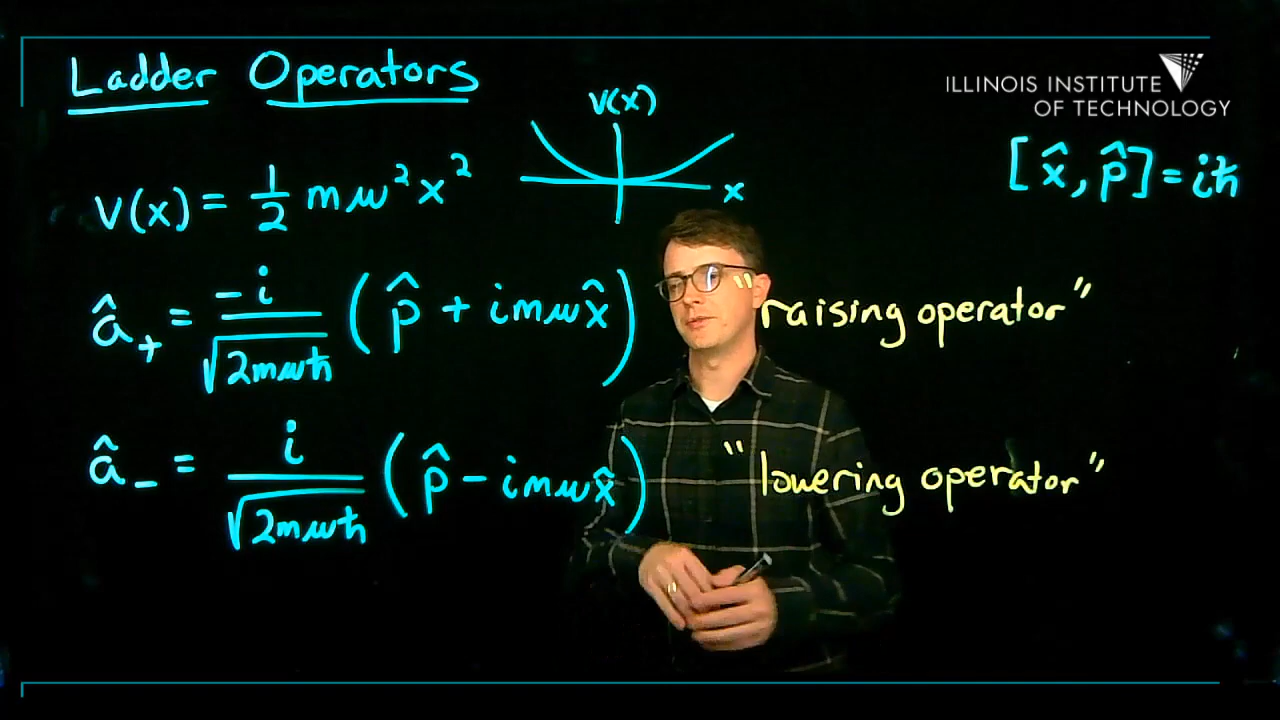 Ladder Operators
ILLINOIS INSTITUTE
OF TECHNOLOGY
V(x)
x
[x̂, p̂] = iħ
V(x) = 1/2 mω²x²
â₊ = -i/√2mωħ (p̂ + imωx̂) "raising operator"
â₋ = i/√2mωħ (p̂ - imωx̂) "lowering operator"